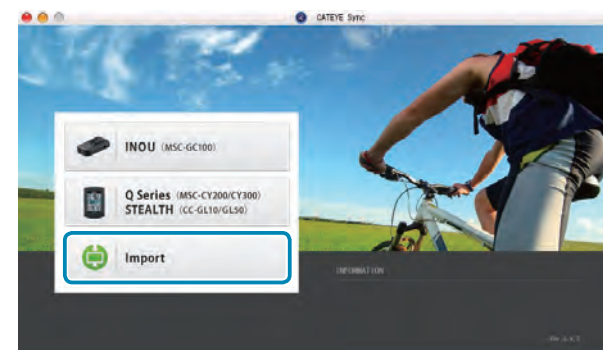 CATEYE Sync
INOU (MSC-GC100)
Q Series (MSC-CY200/CY300)
STEALTH (CC-GL10/GL50)
Import
INFORMATION